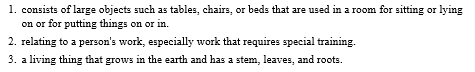 1. consists of large objects such as tables, chairs, or beds that are used in a room for sitting or lying
on or for putting things on or in.
2. relating to a person's work, especially work that requires special training.
3. a living thing that grows in the earth and has a stem, leaves, and roots.